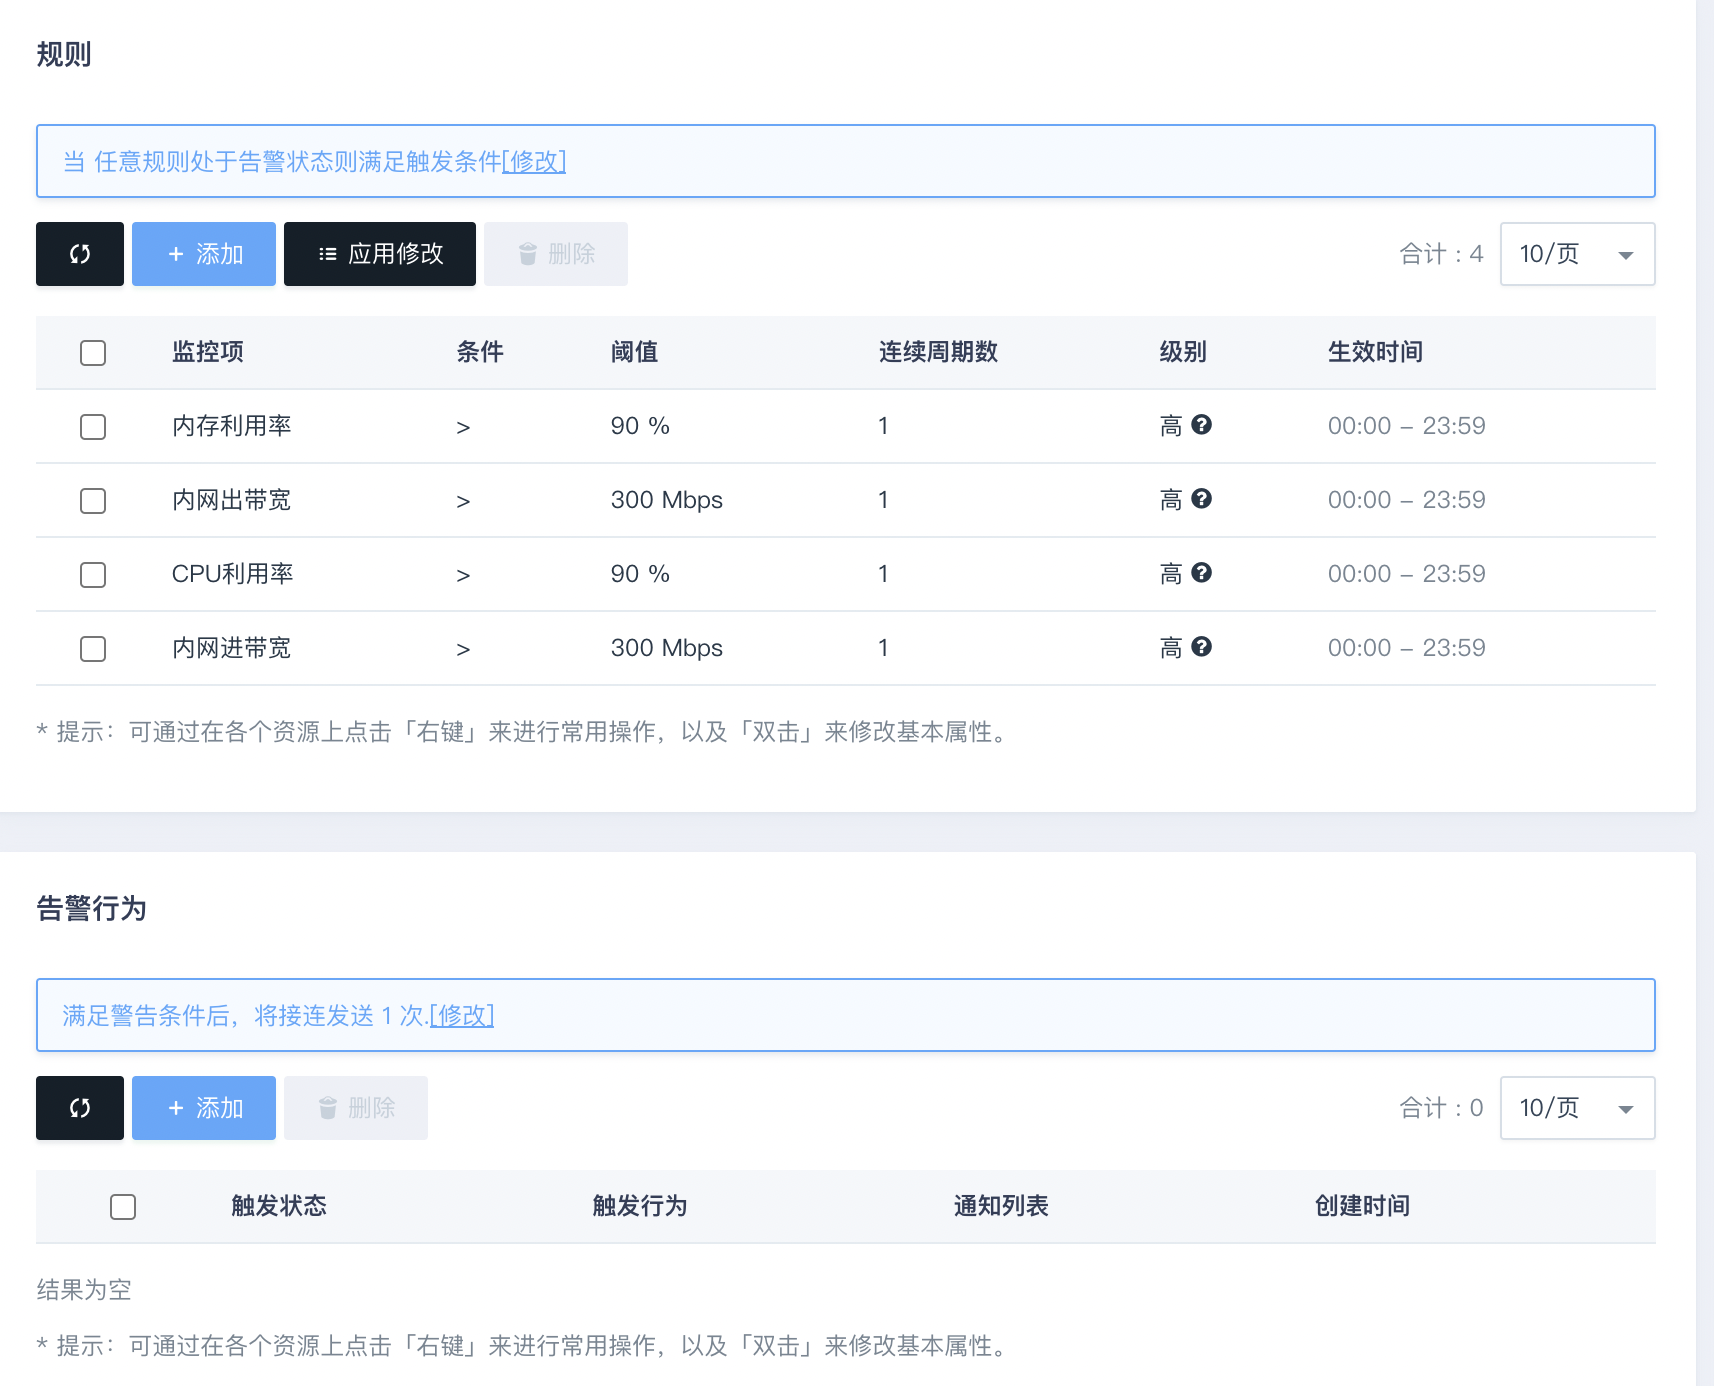 规则
当 任意规则处于告警状态则满足触发条件[修改]
+ 添加 应用修改 删除 合计 : 4 10/页
监控项 条件 阈值 连续周期数 级别 生效时间
内存利用率 > 90 % 1 高 ? 00:00 – 23:59
内网出带宽 > 300 Mbps 1 高 ? 00:00 – 23:59
CPU利用率 > 90 % 1 高 ? 00:00 – 23:59
内网进带宽 > 300 Mbps 1 高 ? 00:00 – 23:59
* 提示：可通过在各个资源上点击「右键」来进行常用操作，以及「双击」来修改基本属性。
告警行为
满足警告条件后，将接连发送 1 次.[修改]
+ 添加 删除 合计 : 0 10/页
触发状态 触发行为 通知列表 创建时间
结果为空
* 提示：可通过在各个资源上点击「右键」来进行常用操作，以及「双击」来修改基本属性。